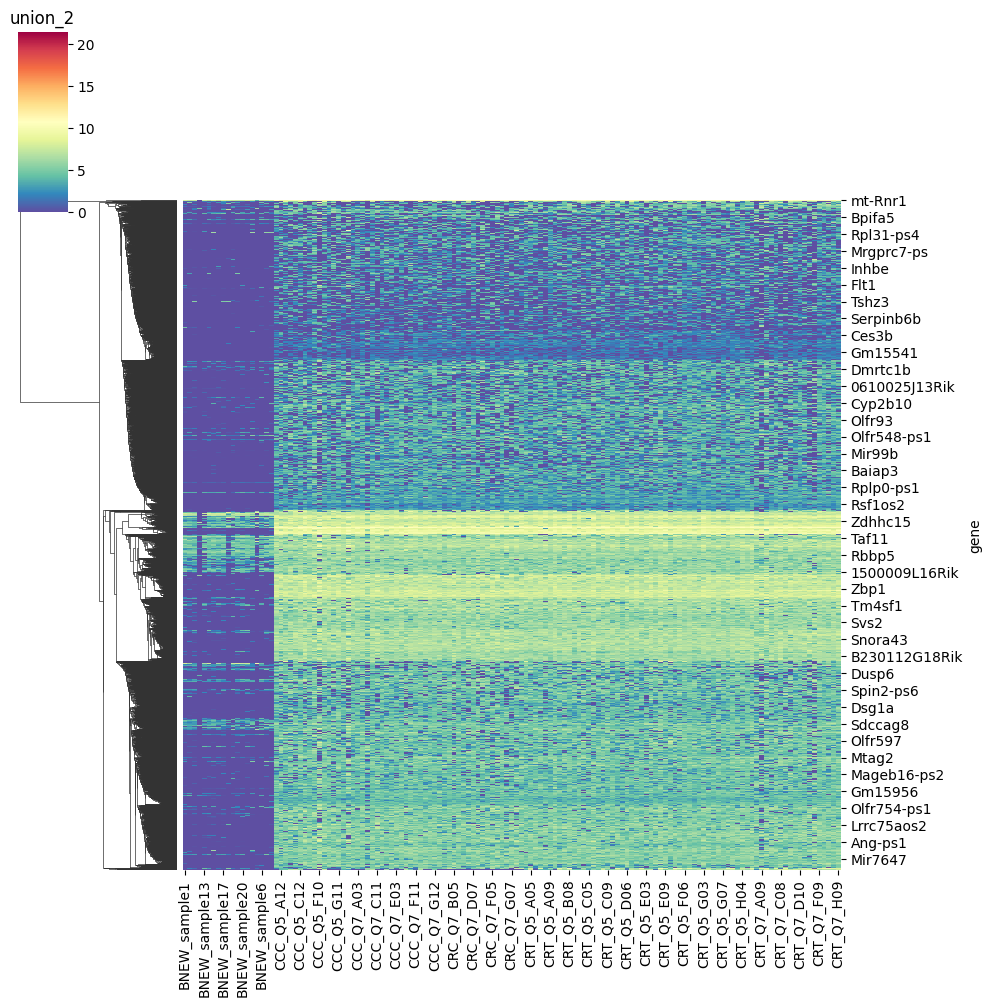 union_2
20
15
10
5
0
mt-Rnr1
Bpifa5
Rpl31-ps4
Mrgprc7-ps
Inhbe
Flt1
Tshz3
Serpinb6b
Ces3b
Gm15541
Dmrtc1b
0610025J13Rik
Cyp2b10
Olfr93
Olfr548-ps1
Mir99b
Baiap3
Rplp0-ps1
Rsf1os2
Zdhhc15
Taf11
Rbbp5
1500009L16Rik
Zbp1
Tm4sf1
Svs2
Snora43
B230112G18Rik
Dusp6
Spin2-ps6
Dsg1a
Sdccag8
Olfr597
Mtag2
Mageb16-ps2
Gm15956
Olfr754-ps1
Lrrc75aos2
Ang-ps1
Mir7647
gene
BNEW_sample1
BNEW_sample13
BNEW_sample17
BNEW_sample20
BNEW_sample6
CCC_Q5_A12
CCC_Q5_C12
CCC_Q5_F10
CCC_Q5_G11
CCC_Q7_A03
CCC_Q7_C11
CCC_Q7_E03
CCC_Q7_F11
CCC_Q7_G12
CRC_Q7_B05
CRC_Q7_D07
CRC_Q7_F05
CRC_Q7_G07
CRT_Q5_A05
CRT_Q5_A09
CRT_Q5_B08
CRT_Q5_C05
CRT_Q5_C09
CRT_Q5_D06
CRT_Q5_E03
CRT_Q5_E09
CRT_Q5_F06
CRT_Q5_G03
CRT_Q5_G07
CRT_Q5_H04
CRT_Q7_A09
CRT_Q7_C08
CRT_Q7_D10
CRT_Q7_F09
CRT_Q7_H09